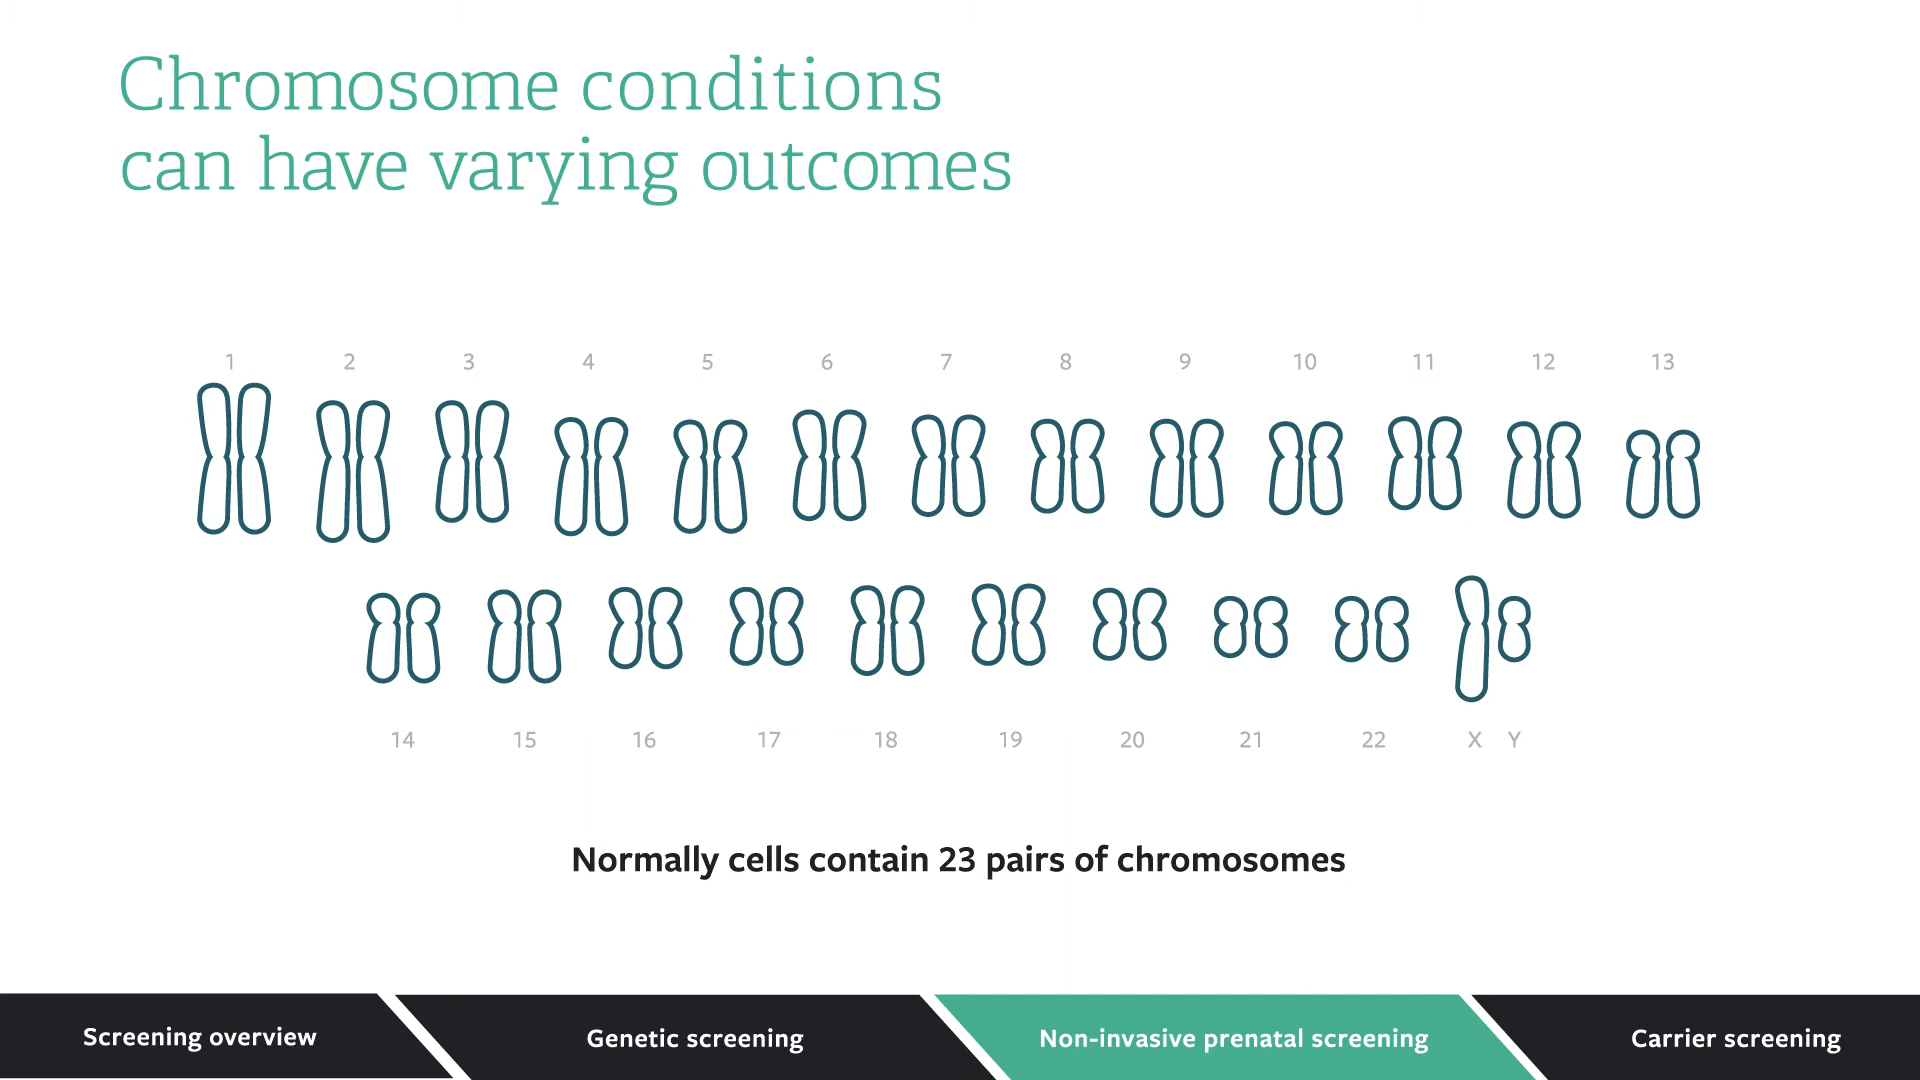 Chromosome conditions
can have varying outcomes
1 2 3 4 5 6 7 8 9 10 11 12 13
14 15 16 17 18 19 20 21 22 X Y
Normally cells contain 23 pairs of chromosomes
Screening overview Genetic screening Non-invasive prenatal screening Carrier screening